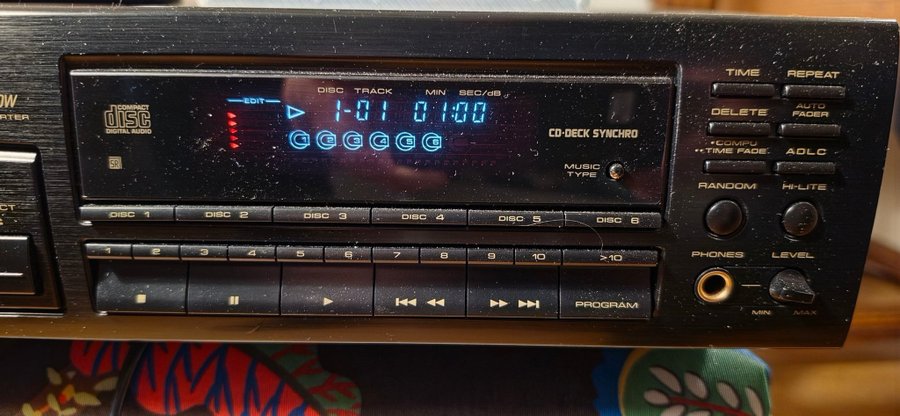 COMPACT
disc
DIGITAL AUDIO
SR
EDIT
DISC TRACK MIN SEC/dB
1-01 01:00
1 2 3 4 5 6
CD-DECK SYNCHRO
MUSIC
TYPE
DISC 1 DISC 2 DISC 3 DISC 4 DISC 5 DISC 6
1 2 3 4 5 6 7 8 9 10 >10
PROGRAM
TIME REPEAT
DELETE AUTO
FADER
COMPU
TIME FADE ADLC
RANDOM HI-LITE
PHONES LEVEL
MIN MAX